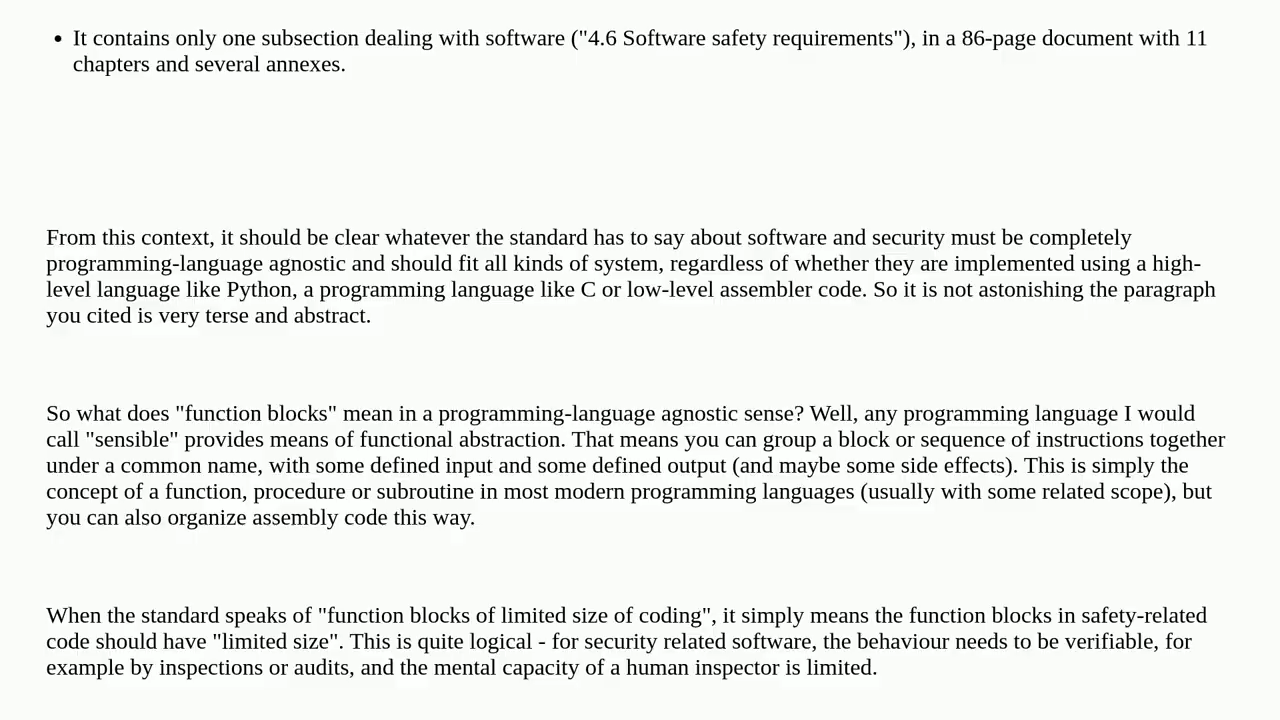 • It contains only one subsection dealing with software ("4.6 Software safety requirements"), in a 86-page document with 11
chapters and several annexes.
From this context, it should be clear whatever the standard has to say about software and security must be completely
programming-language agnostic and should fit all kinds of system, regardless of whether they are implemented using a high-
level language like Python, a programming language like C or low-level assembler code. So it is not astonishing the paragraph
you cited is very terse and abstract.
So what does "function blocks" mean in a programming-language agnostic sense? Well, any programming language I would
call "sensible" provides means of functional abstraction. That means you can group a block or sequence of instructions together
under a common name, with some defined input and some defined output (and maybe some side effects). This is simply the
concept of a function, procedure or subroutine in most modern programming languages (usually with some related scope), but
you can also organize assembly code this way.
When the standard speaks of "function blocks of limited size of coding", it simply means the function blocks in safety-related
code should have "limited size". This is quite logical - for security related software, the behaviour needs to be verifiable, for
example by inspections or audits, and the mental capacity of a human inspector is limited.